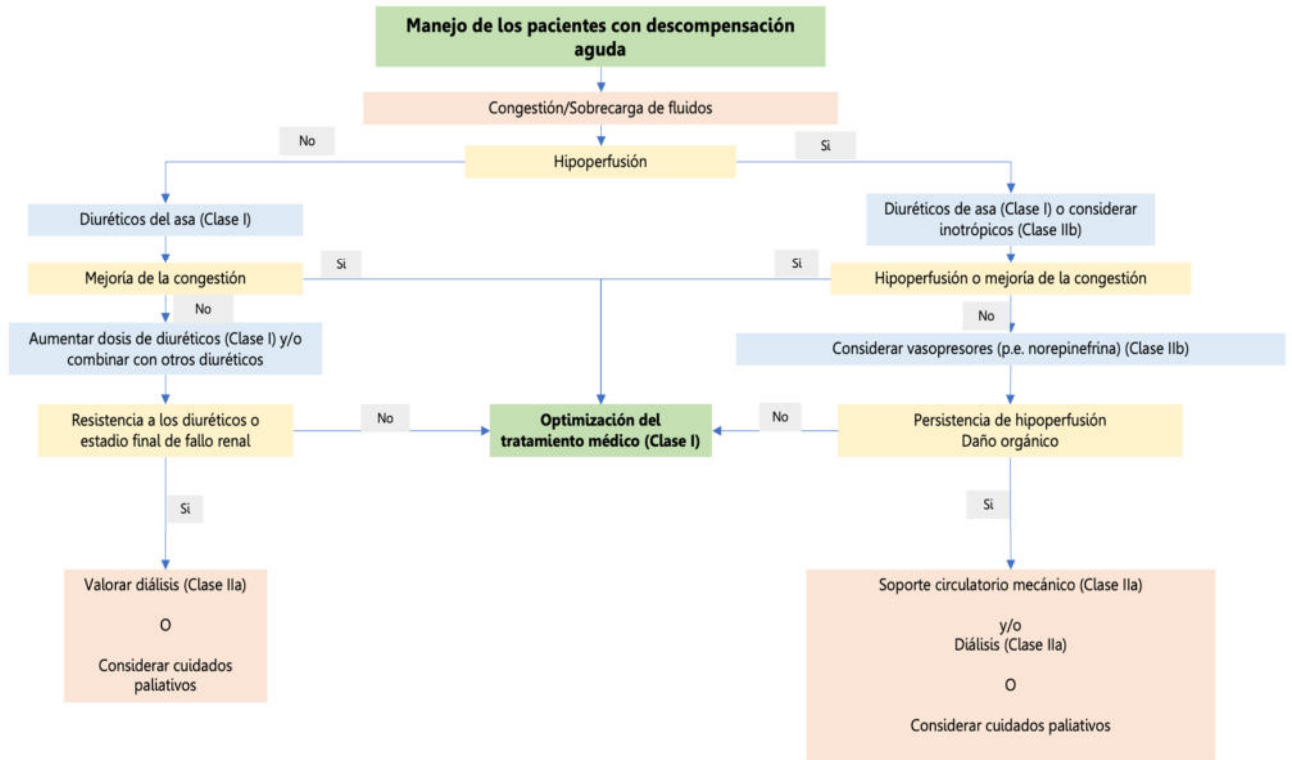 Manejo de los pacientes con descompensación
aguda
Congestión/Sobrecarga de fluidos
No
Si
Hipoperfusión
Diuréticos del asa (Clase I)
Diuréticos de asa (Clase I) o considerar
inotrópicos (Clase IIb)
Si
Si
Mejoría de la congestión
Hipoperfusión o mejoría de la congestión
No
No
Aumentar dosis de diuréticos (Clase I) y/o
combinar con otros diuréticos
Considerar vasopresores (p.e. norepinefrina) (Clase IIb)
Resistencia a los diuréticos o
estadio final de fallo renal
No
Optimización del
tratamiento médico (Clase I)
No
Persistencia de hipoperfusión
Daño orgánico
Si
Si
Valorar diálisis (Clase IIa)
O
Considerar cuidados
paliativos
Soporte circulatorio mecánico (Clase IIa)
y/o
Diálisis (Clase IIa)
O
Considerar cuidados paliativos